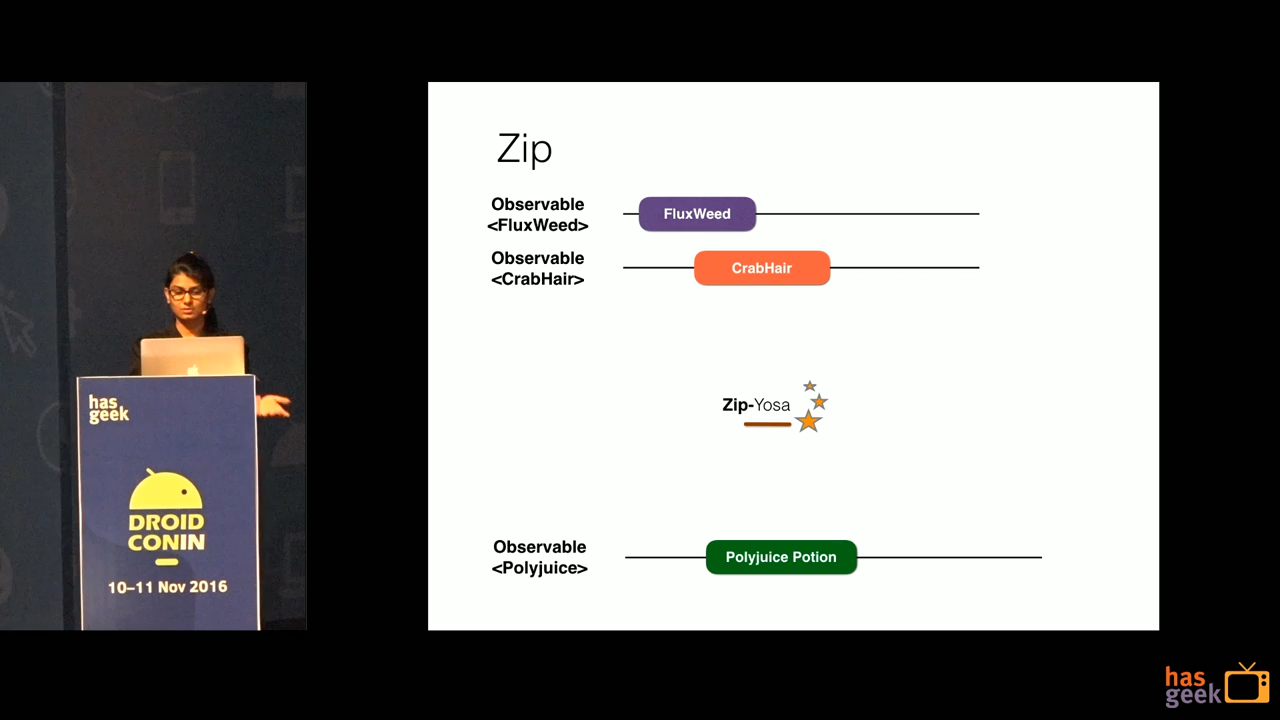 Zip
Observable
<FluxWeed>
FluxWeed
Observable
<CrabHair>
CrabHair
Zip-Yosa
Observable
<Polyjuice>
Polyjuice Potion
has
geek
DROID
CONIN
10–11 Nov 2016
has
geek